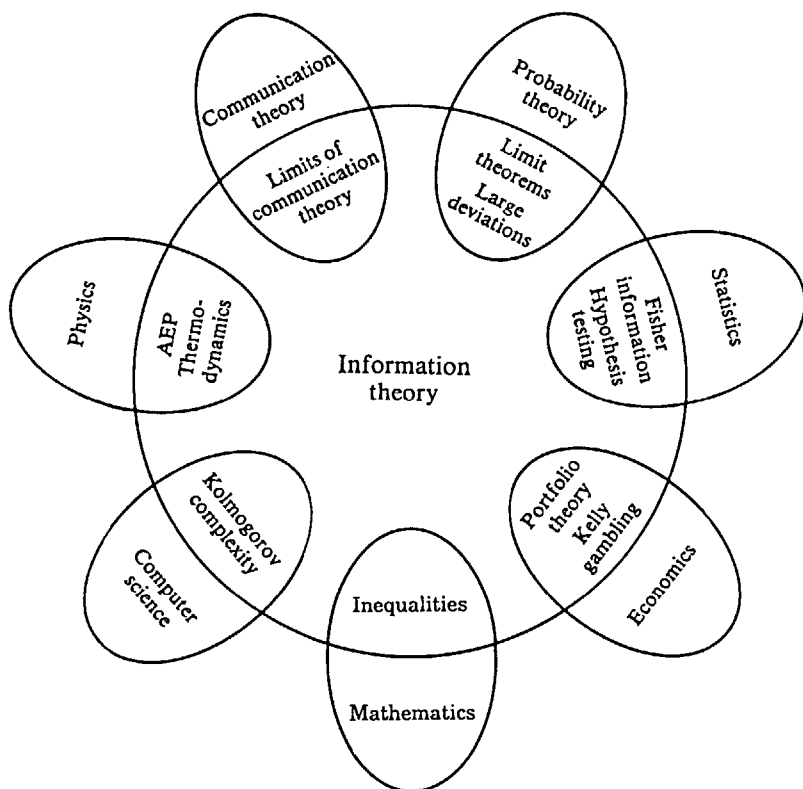 Communication
theory
Limits of
communication
theory
Probability
theory
Limit
theorems
Large
deviations
Physics
AEP
Thermo-
dynamics
Information
theory
Fisher
information
Hypothesis
testing
Statistics
Kolmogorov
complexity
Computer
science
Inequalities
Mathematics
Portfolio
theory
Kelly
gambling
Economics